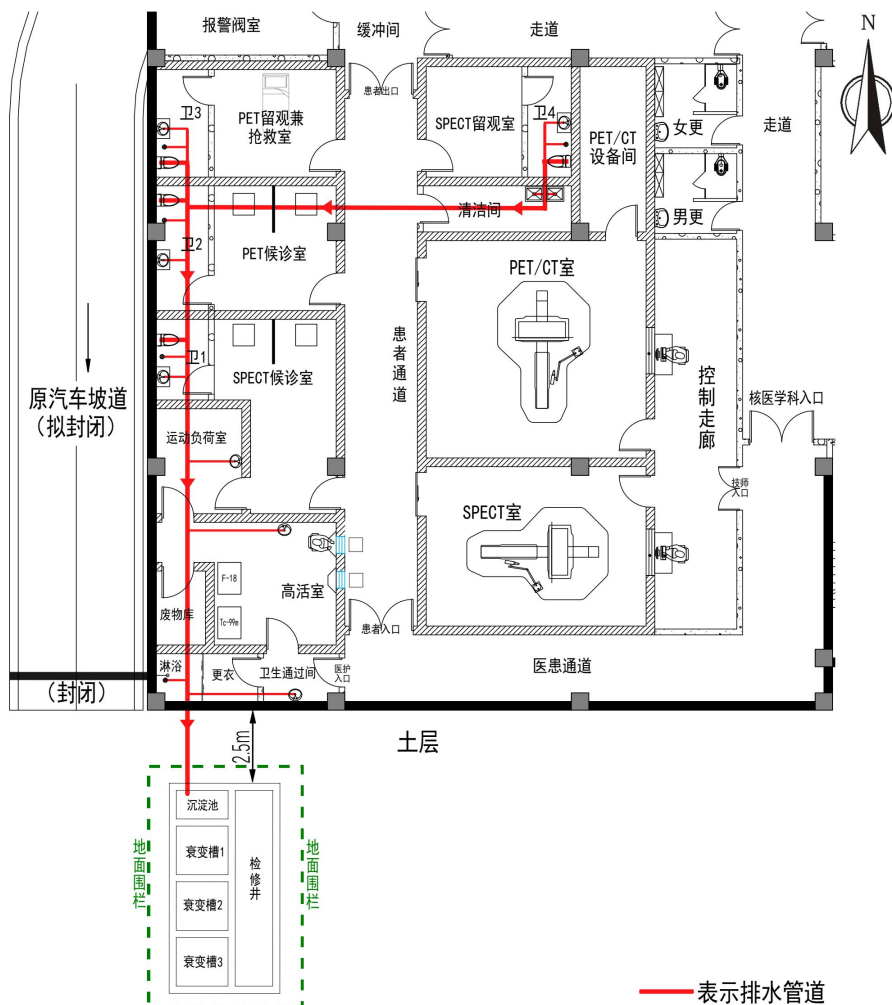 报警阀室
缓冲间
走道
N
患者出口
卫3
PET留观兼
抢救室
SPECT留观室
卫4
PET/CT
设备间
女更
走道
清洁间
男更
卫2
PET候诊室
PET/CT室
患者通道
卫1
SPECT候诊室
控制走廊
原汽车坡道
（拟封闭）
核医学科入口
运动负荷室
技师
入口
SPECT室
F-18
高活室
废物库
Tc-99m
患者入口
淋浴
更衣
卫生通过间
医护
入口
医患通道
（封闭）
2.5m
土层
沉淀池
衰变槽1
地面围栏
检修井
地面围栏
衰变槽2
衰变槽3
表示排水管道